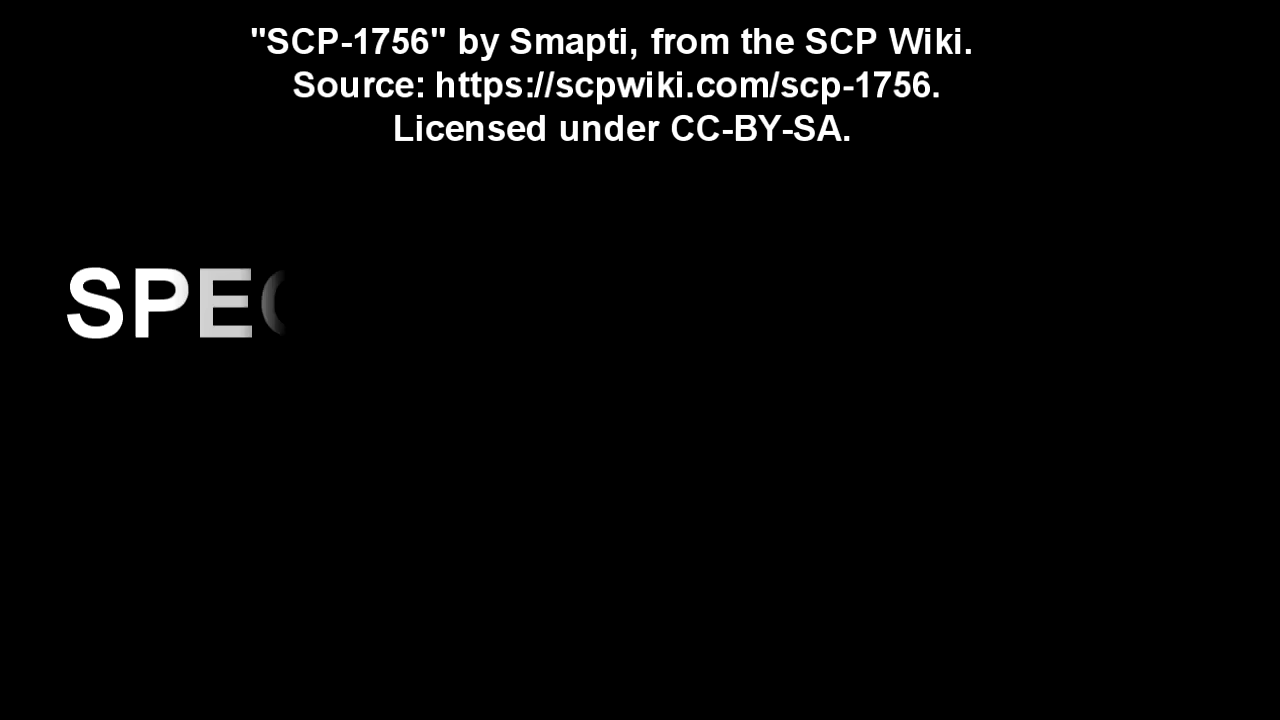 "SCP-1756" by Smapti, from the SCP Wiki.
Source: https://scpwiki.com/scp-1756.
Licensed under CC-BY-SA.
SPEC